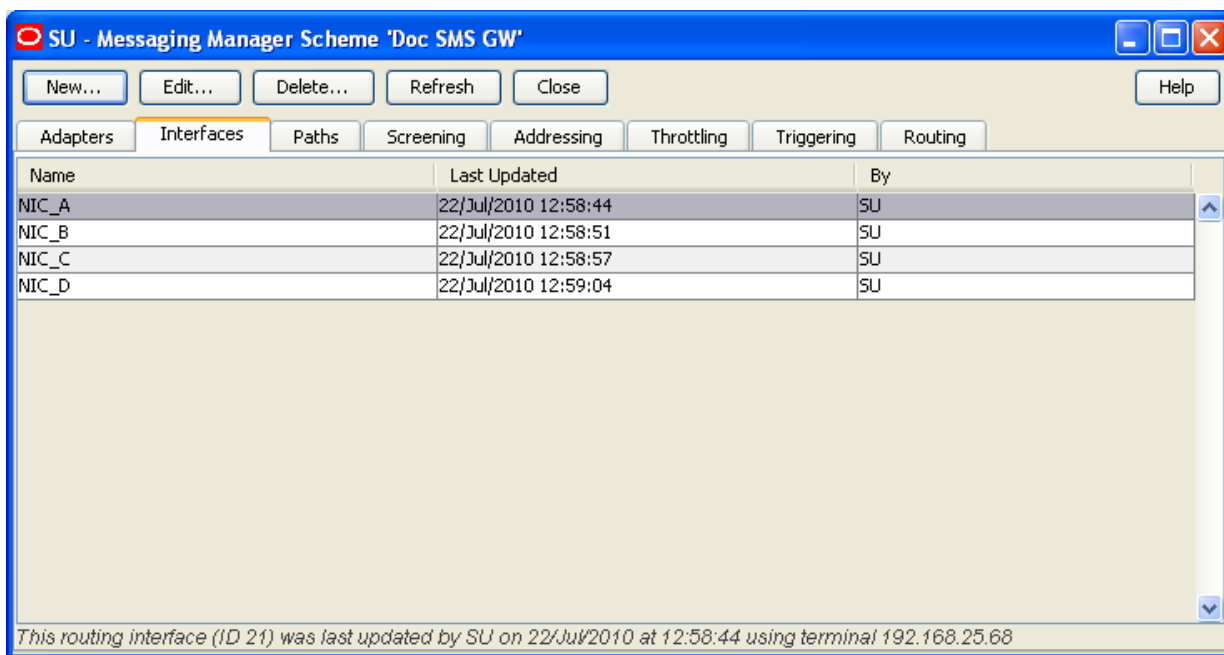 SU - Messaging Manager Scheme 'Doc SMS GW'
New... Edit... Delete... Refresh Close Help
Adapters Interfaces Paths Screening Addressing Throttling Triggering Routing
Name Last Updated By
NIC_A 22/Jul/2010 12:58:44 SU
NIC_B 22/Jul/2010 12:58:51 SU
NIC_C 22/Jul/2010 12:58:57 SU
NIC_D 22/Jul/2010 12:59:04 SU
This routing interface (ID 21) was last updated by SU on 22/Jul/2010 at 12:58:44 using terminal 192.168.25.68